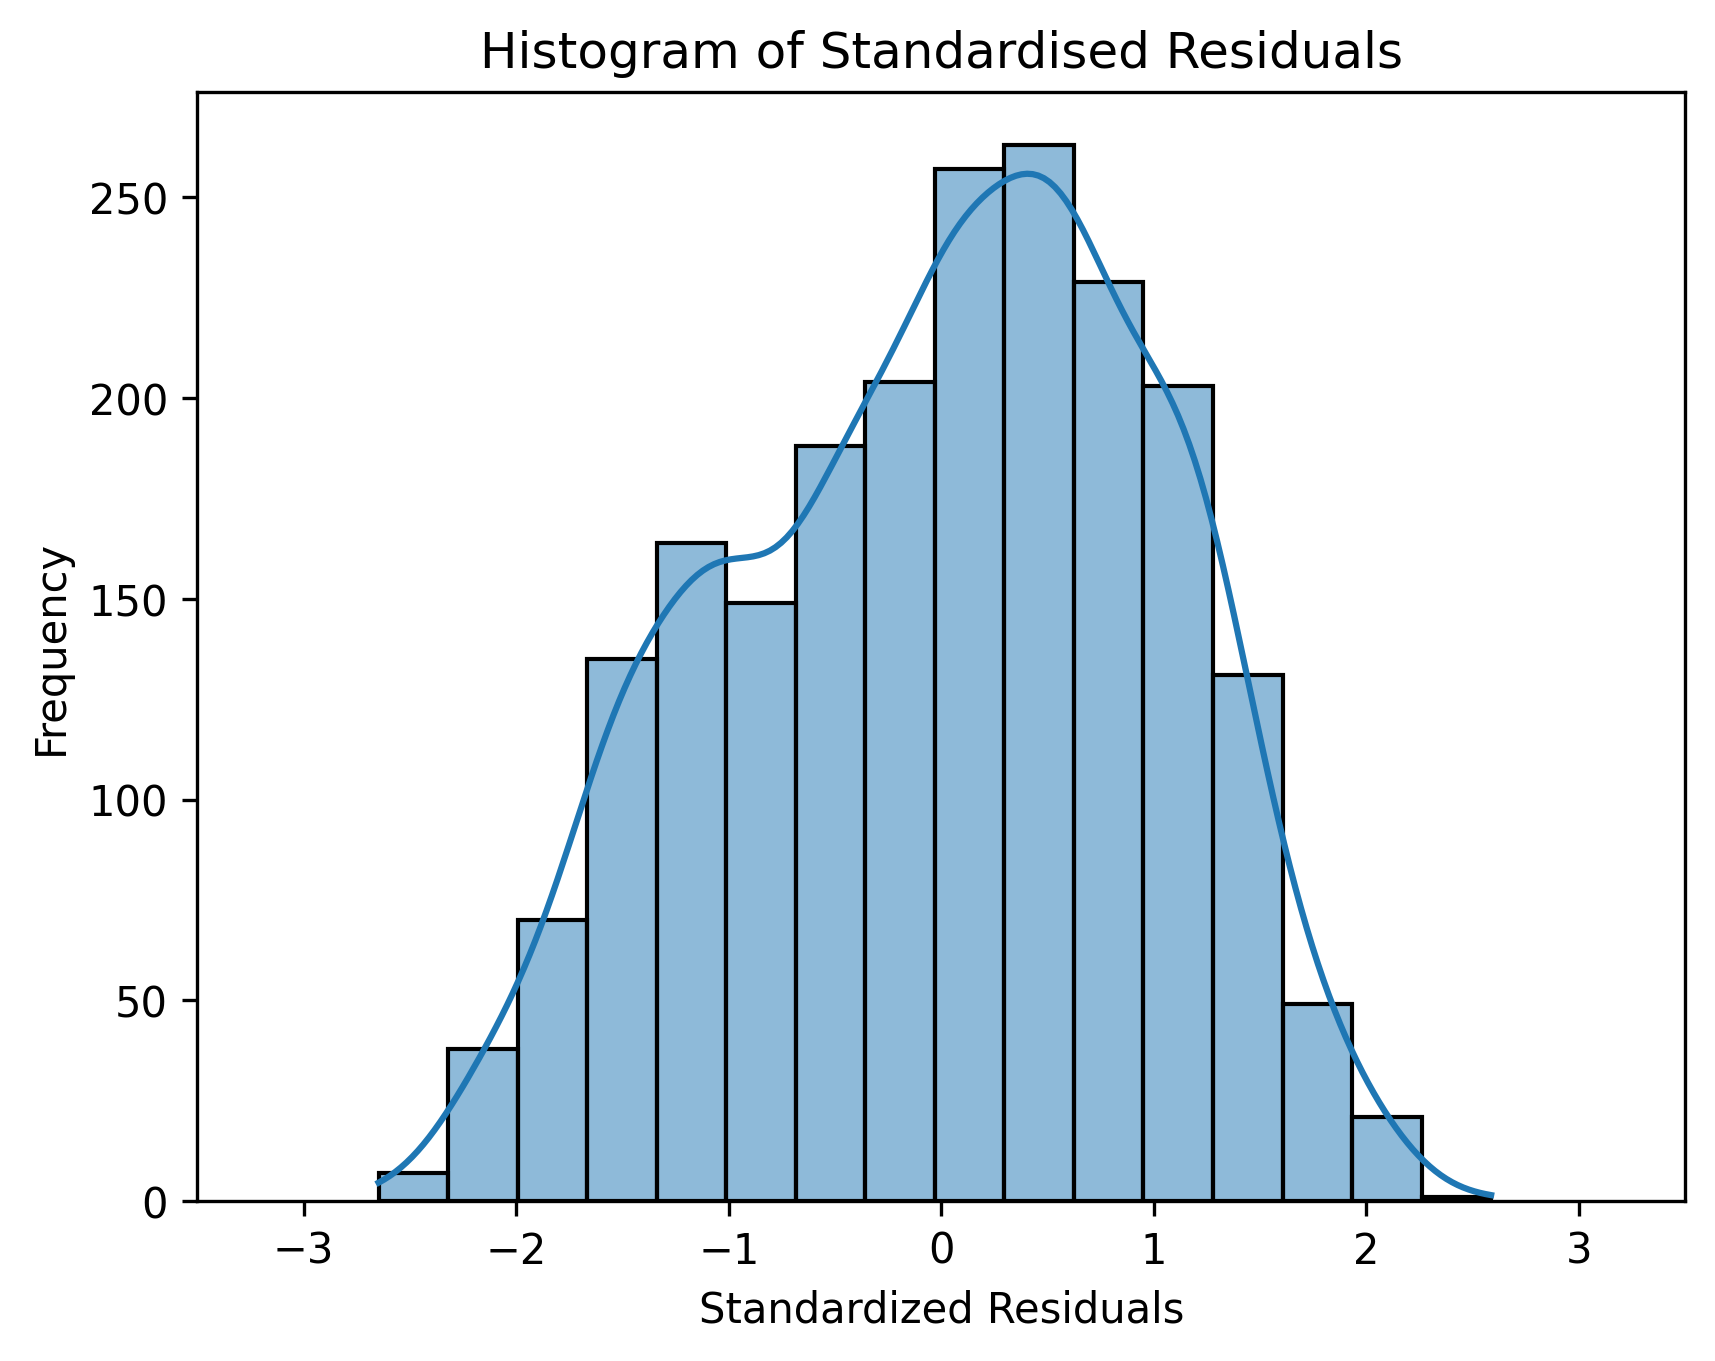 Histogram of Standardised Residuals
Frequency
250
200
150
100
50
0
−3 −2 −1 0 1 2 3
Standardized Residuals